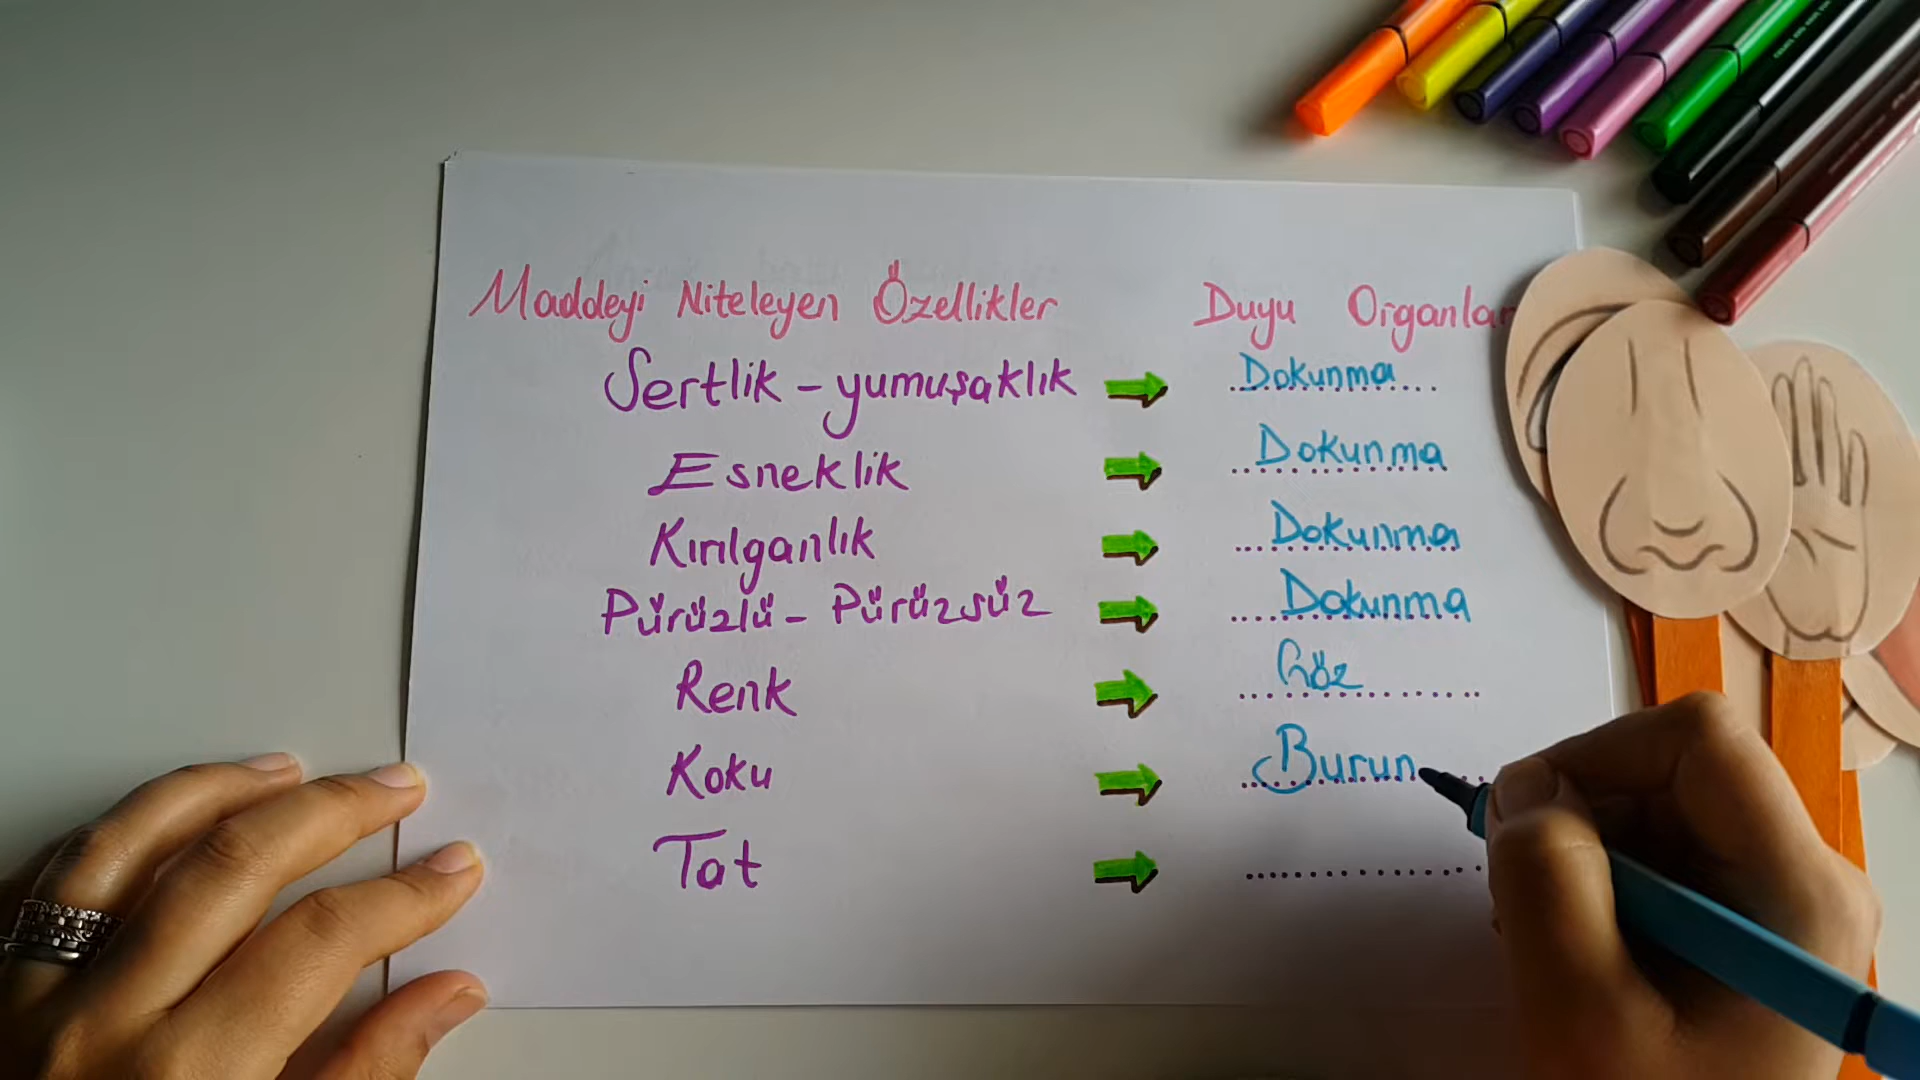 Maddeyi Niteleyen Özellikler Duyu Organlar
Sertlik - yumuşaklık Dokunma
Esneklik Dokunma
Kırılganlık Dokunma
Pürüzlü - Pürüzsüz Dokunma
Renk Göz
Koku Burun
Tat